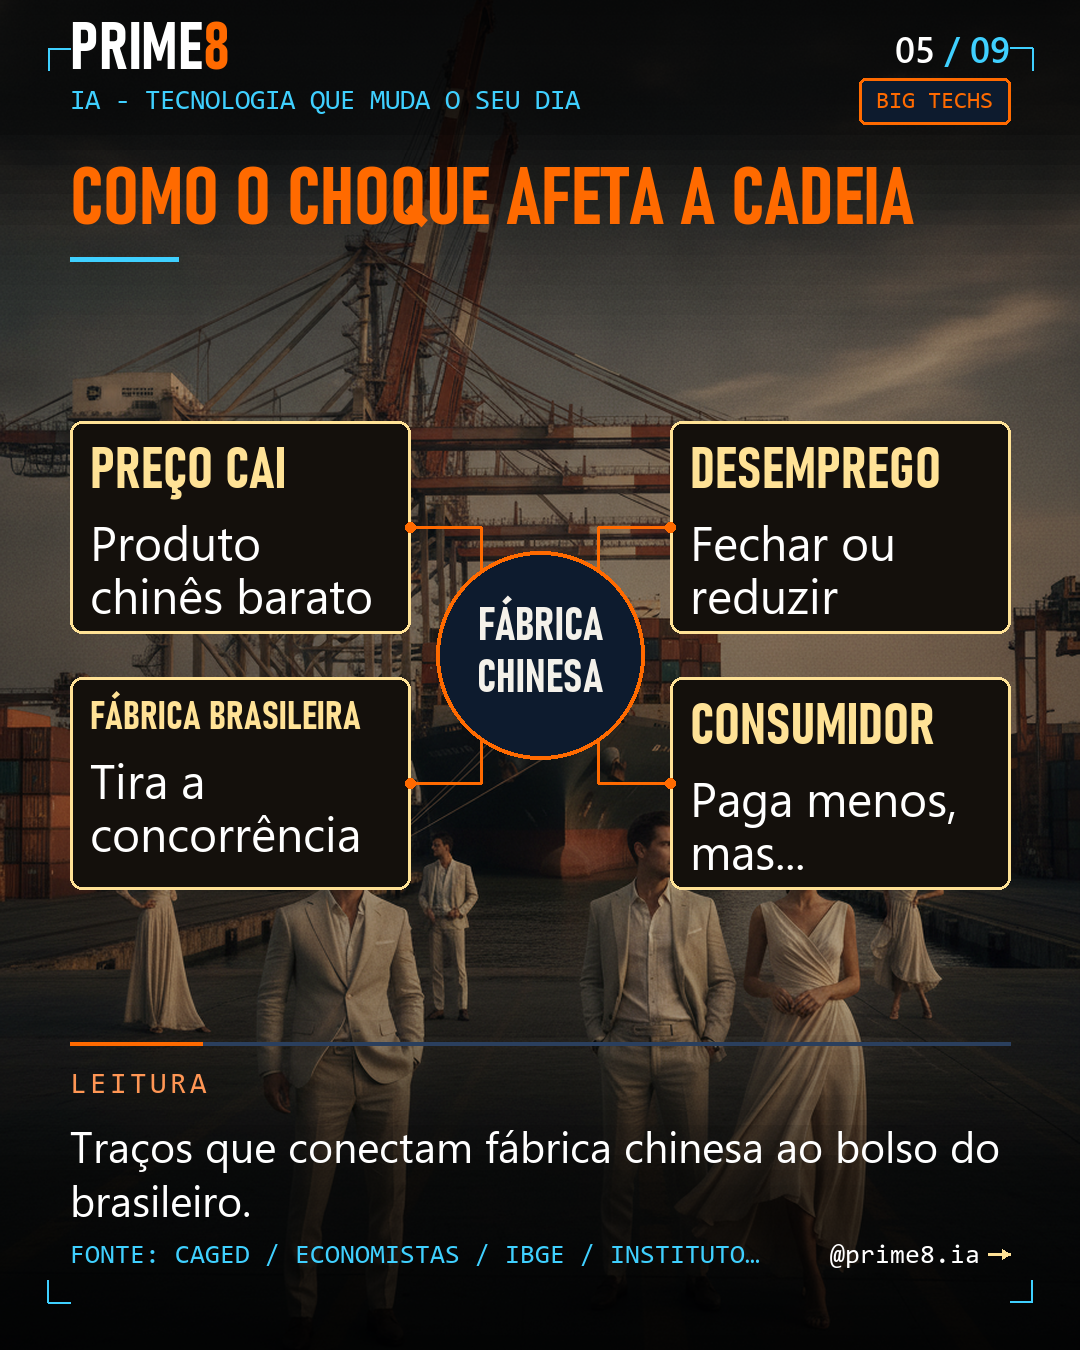 PRIME8
05 / 09
IA - TECNOLOGIA QUE MUDA O SEU DIA
BIG TECHS
COMO O CHOQUE AFETA A CADEIA
PREÇO CAI
Produto
chinês barato
DESEMPREGO
Fechar ou
reduzir
FÁBRICA
CHINESA
FÁBRICA BRASILEIRA
Tira a
concorrência
CONSUMIDOR
Paga menos,
mas...
LEITURA
Traços que conectam fábrica chinesa ao bolso do
brasileiro.
FONTE: CAGED / ECONOMISTAS / IBGE / INSTITUTO…
@prime8.ia